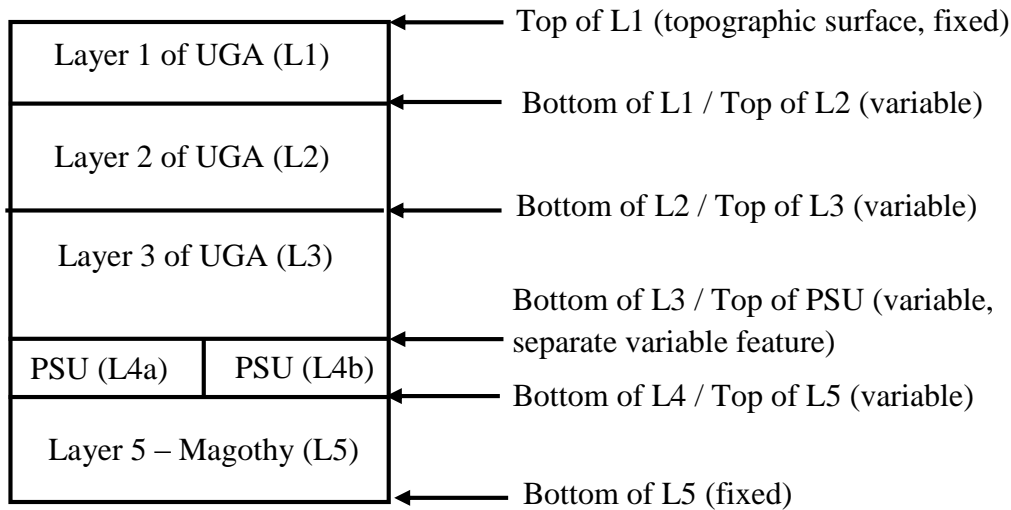 Top of L1 (topographic surface, fixed)
Layer 1 of UGA (L1)
Bottom of L1 / Top of L2 (variable)
Layer 2 of UGA (L2)
Bottom of L2 / Top of L3 (variable)
Layer 3 of UGA (L3)
Bottom of L3 / Top of PSU (variable,
separate variable feature)
PSU (L4a)
PSU (L4b)
Bottom of L4 / Top of L5 (variable)
Layer 5 – Magothy (L5)
Bottom of L5 (fixed)